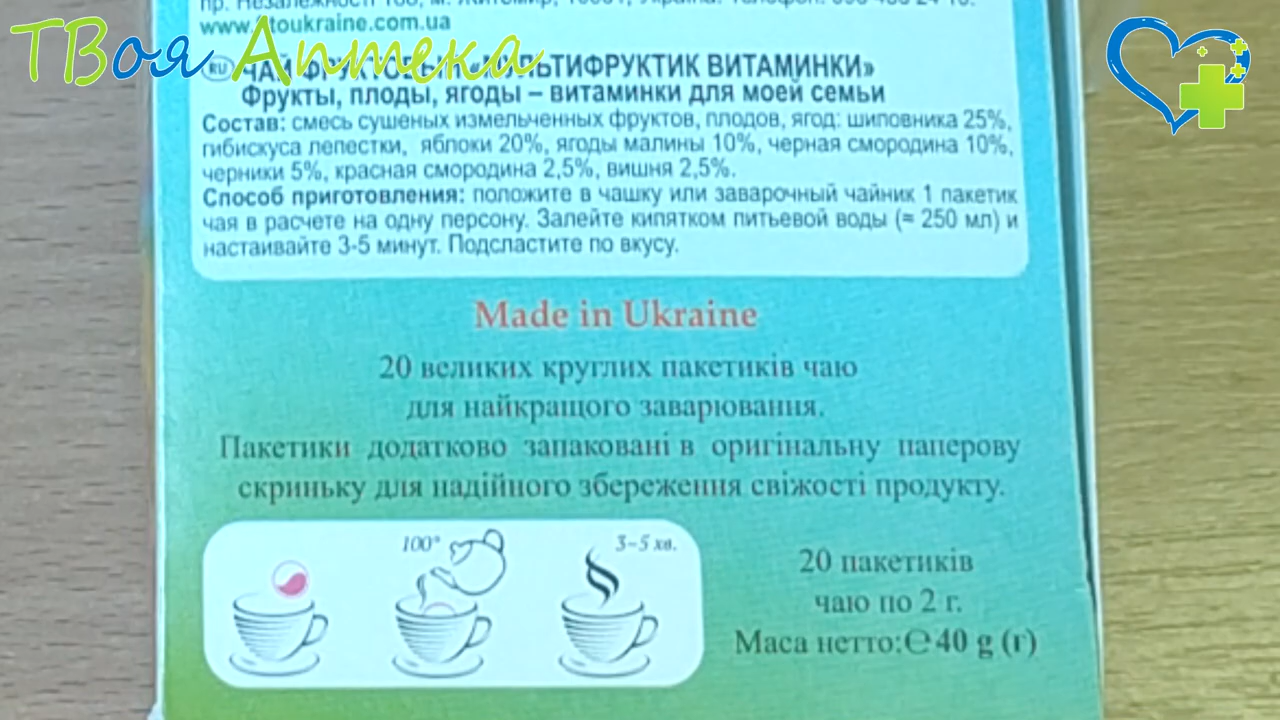 ТВоя Аптека
пр. Незалежності
www. toukraine.com.ua
RU ЧАЙ «МУЛЬТИФРУКТИК ВИТАМИНКИ»
Фрукты, плоды, ягоды – витаминки для моей семьи
Состав: смесь сушеных измельченных фруктов, плодов, ягод: шиповника 25%,
гибискуса лепестки, яблоки 20%, ягоды малины 10%, черная смородина 10%,
черники 5%, красная смородина 2,5%, вишня 2,5%.
Способ приготовления: положите в чашку или заварочный чайник 1 пакетик
чая в расчете на одну персону. Залейте кипятком питьевой воды (≈ 250 мл) и
настаивайте 3-5 минут. Подсластите по вкусу.
Made in Ukraine
20 великих круглих пакетиків чаю
для найкращого заварювання.
Пакетики додатково запаковані в оригінальну паперову
скриньку для надійного збереження свіжості продукту.
100°
3–5 хв.
20 пакетиків
чаю по 2 г.
Маса нетто:℮40 g (г)